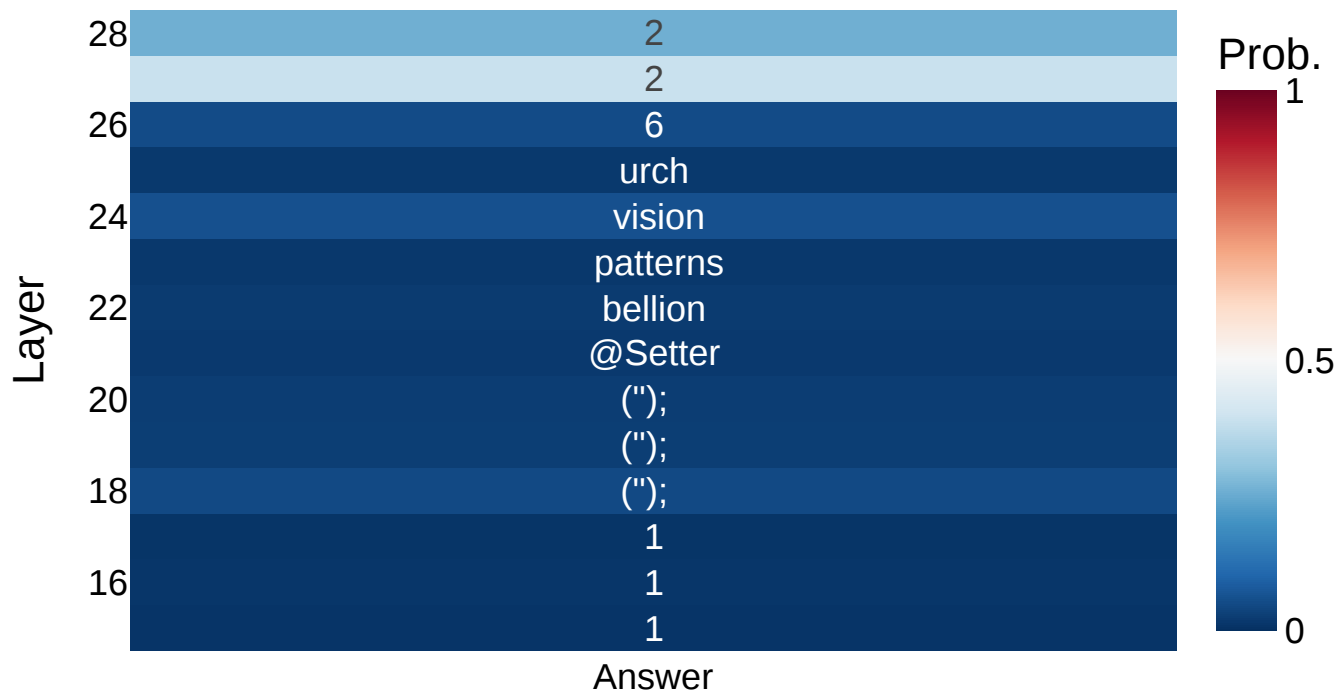 Prob.
1
28 2
2
26 6
urch
24 vision
patterns
22 bellion
@Setter
0.5
20 (");
(");
18 (");
1
16 1
1
0
Layer
Answer